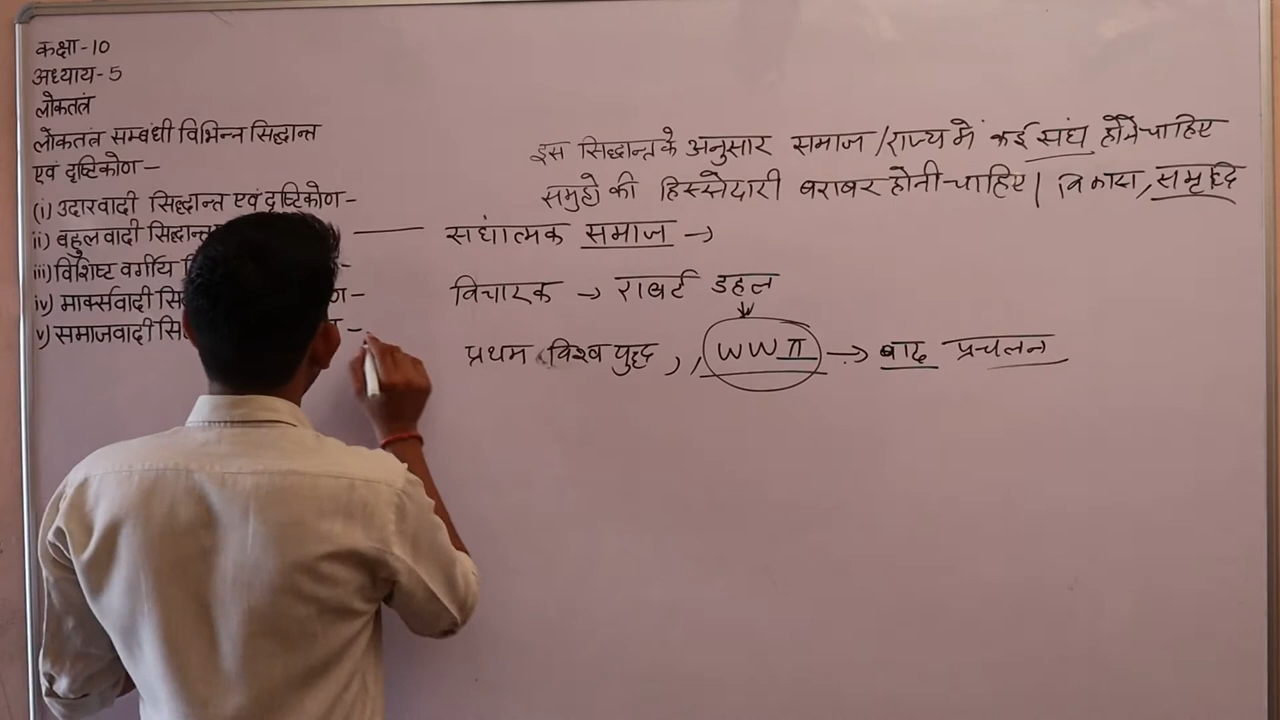 कक्षा-10
अध्याय-5
लोकतंत्र
लोकतंत्र सम्बंधी विभिन्न सिद्धान्त
एवं दृष्टिकोण-
(i) उदारवादी सिद्धान्त एवं दृष्टिकोण-
ii) बहुलवादी सिद्धान्त
iii) विशिष्ट वर्गीय
iv) मार्क्सवादी सि ण-
v) समाजवादी सि -
इस सिद्धान्त के अनुसार समाज/राज्य में कई संघ होने चाहिए
समुहो की हिस्सेदारी बराबर होनी चाहिए। विकास, समृद्धि
संघात्मक समाज →
विचारक → राबर्ट डहल
प्रथम विश्व युद्ध,, WW II → बाद प्रचलन